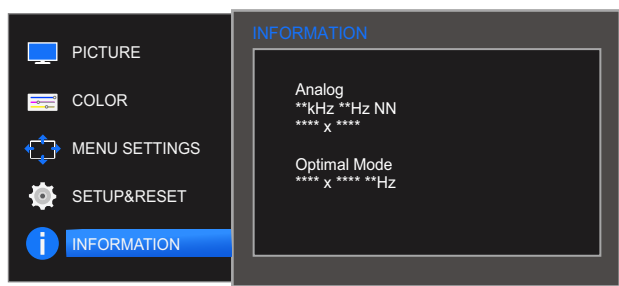 PICTURE
COLOR
MENU SETTINGS
SETUP&RESET
INFORMATION
INFORMATION
Analog
**kHz **Hz NN
**** x ****
Optimal Mode
**** x **** **Hz